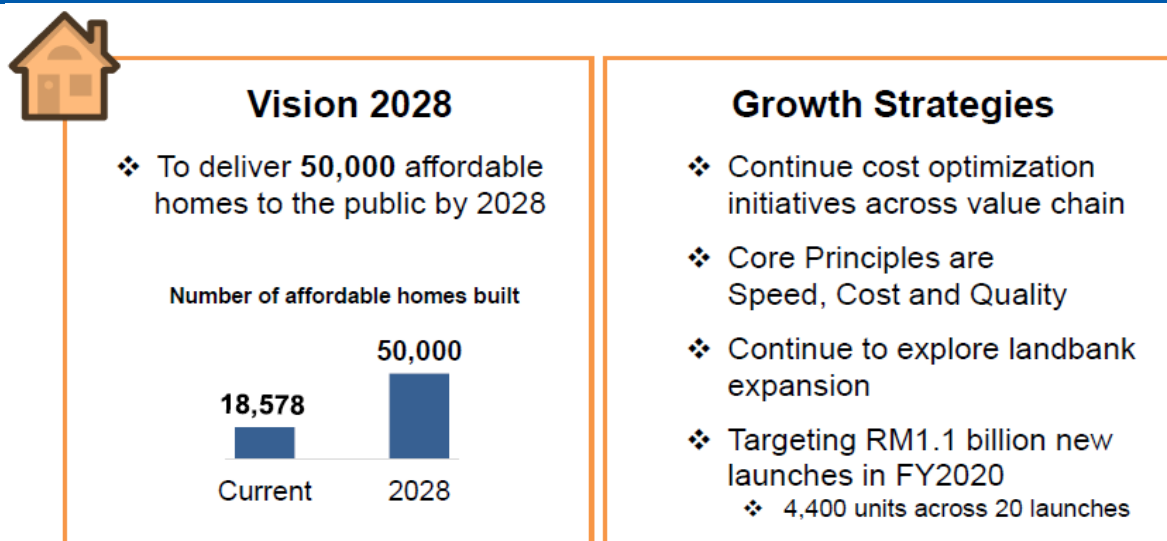 Vision 2028
❖ To deliver 50,000 affordable
homes to the public by 2028
Number of affordable homes built
50,000
18,578
Current 2028
Growth Strategies
❖ Continue cost optimization
initiatives across value chain
❖ Core Principles are
Speed, Cost and Quality
❖ Continue to explore landbank
expansion
❖ Targeting RM1.1 billion new
launches in FY2020
❖ 4,400 units across 20 launches